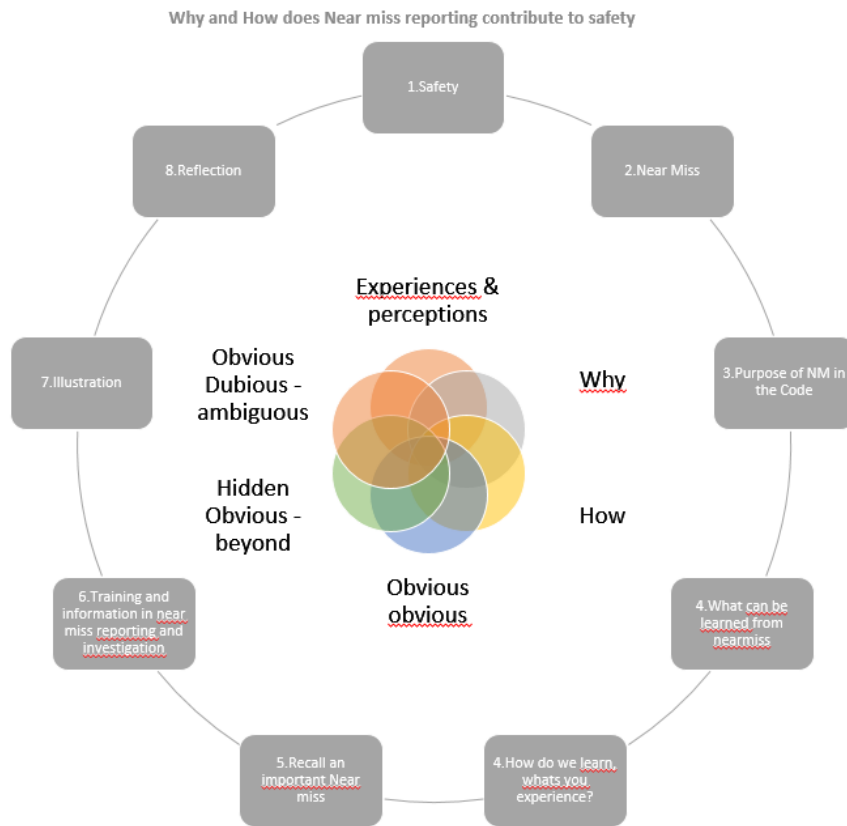 Why and How does Near miss reporting contribute to safety
1.Safety
2.Near Miss
3.Purpose of NM in
the Code
4.What can be
learned from
nearmiss
4.How do we learn,
whats you
experience?
5.Recall an
important Near
miss
6.Training and
information in near
miss reporting and
investigation
7.Illustration
8.Reflection
Experiences &
perceptions
Why
How
Obvious
obvious
Hidden
Obvious -
beyond
Obvious
Dubious -
ambiguous